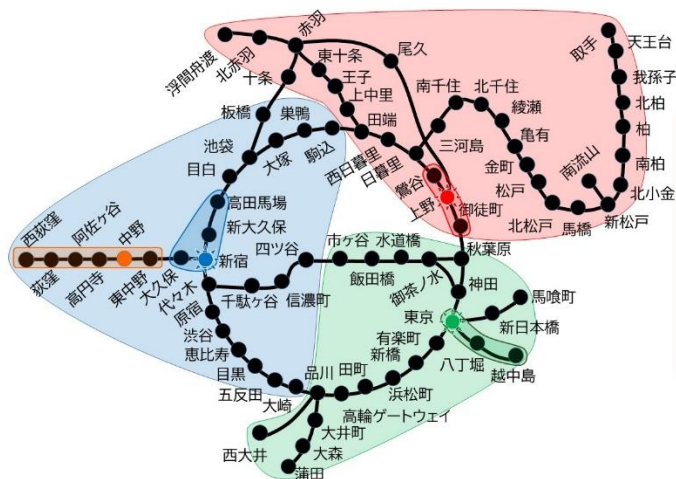 赤羽
浮間舟渡
北赤羽
十条
東十条
王子
上中里
尾久
板橋
巣鴨
田端
池袋
大塚
駒込
西日暮里
日暮里
三河島
南千住
北千住
綾瀬
亀有
金町
松戸
北松戸
馬橋
新松戸
南流山
北小金
南柏
柏
北柏
我孫子
天王台
取手
目白
高田馬場
新大久保
新宿
鶯谷
上野
御徒町
秋葉原
西荻窪
荻窪
阿佐ヶ谷
高円寺
中野
東中野
大久保
代々木
四ツ谷
市ヶ谷
水道橋
飯田橋
御茶ノ水
神田
千駄ヶ谷
信濃町
原宿
渋谷
恵比寿
目黒
五反田
大崎
品川
田町
新橋
有楽町
東京
馬喰町
新日本橋
八丁堀
越中島
浜松町
高輪ゲートウェイ
西大井
大井町
大森
蒲田